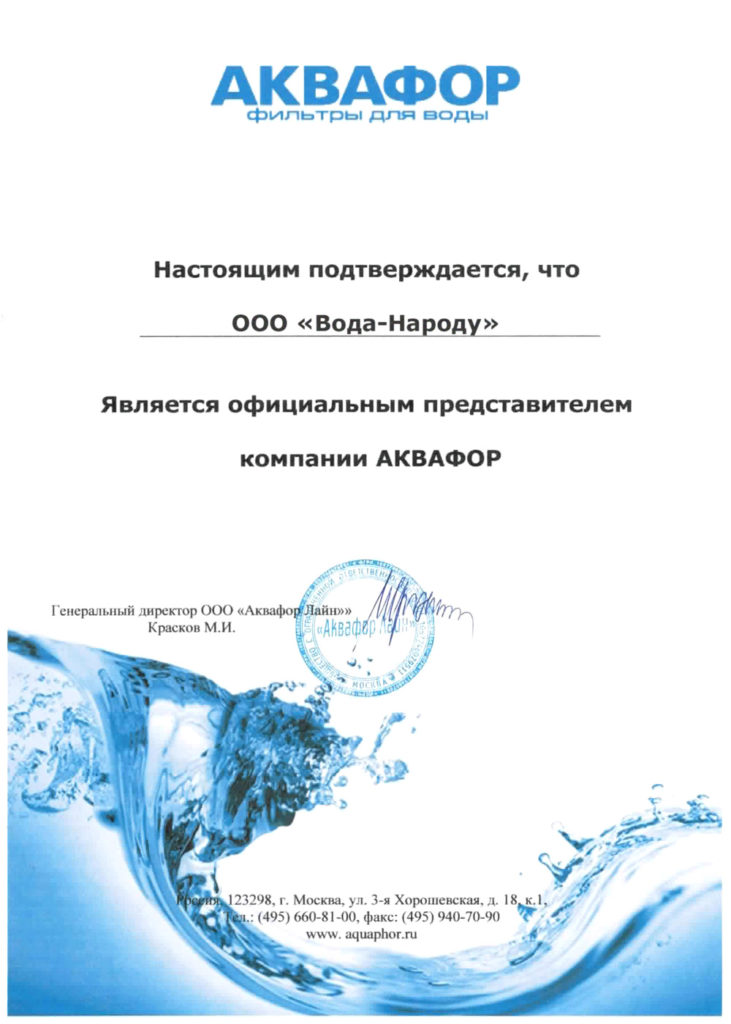 АКВАФОР
фильтры для воды
Настоящим подтверждается, что
ООО «Вода-Народу»
Является официальным представителем
компании АКВАФОР
Генеральный директор ООО «Аквафор Лайн»»
Красков М.И.
«Аквафор Лайн»
МОСКВА
Россия, 123298, г. Москва, ул. 3-я Хорошевская, д. 18, к.1,
Тел.: (495) 660-81-00, факс: (495) 940-70-90
www. aquaphor.ru